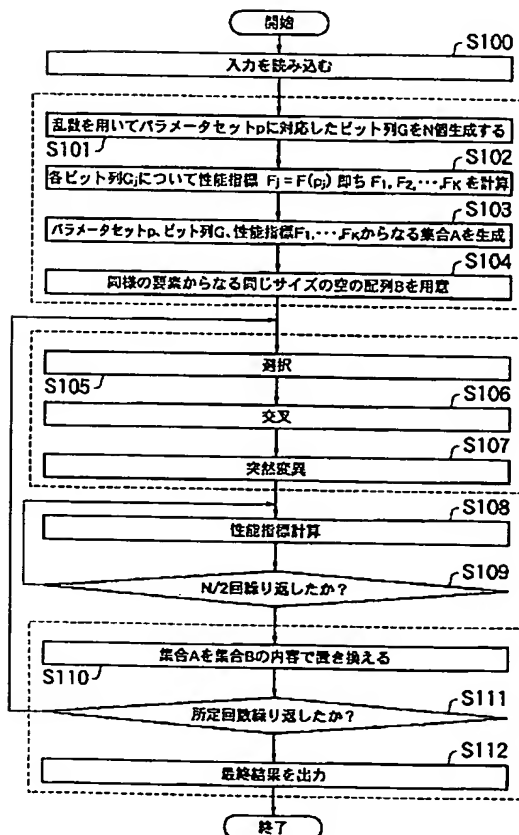 開始
S100
入力を読み込む
乱数を用いてパラメータセットpに対応したビット列GをN個生成する
S101
S102
各ビット列Gjについて性能指標 Fj=F(pj) 即ち F1, F2, ···, FK を計算
S103
パラメータセットp、ビット列G、性能指標F1, ···, FKからなる集合Aを生成
S104
同様の要素からなる同じサイズの空の配列Bを用意
選択
S105
S106
交叉
S107
突然変異
S108
性能指標計算
S109
N/2回繰り返したか?
集合Aを集合Bの内容で置き換える
S110
S111
所定回数繰り返したか?
S112
最終結果を出力
終了